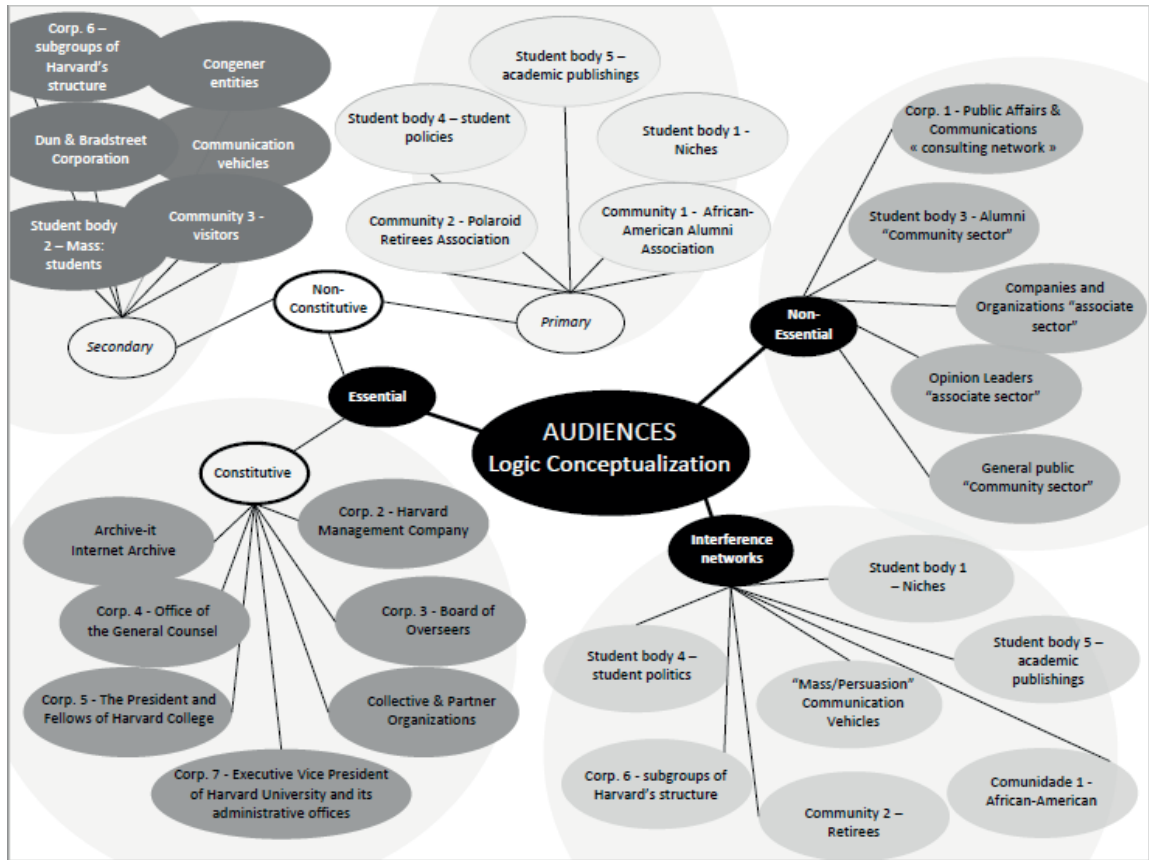 Corp. 6 –
subgroups of
Harvard's
structure
Congener
entities
Dun & Bradstreet
Corporation
Communication
vehicles
Student body
2 – Mass:
students
Community 3 -
visitors
Secondary
Non-
Constitutive
Student body 5 –
academic publishings
Student body 4 – student
policies
Student body 1 -
Niches
Community 2 - Polaroid
Retirees Association
Community 1 - African-
American Alumni
Association
Primary
Corp. 1 - Public Affairs &
Communications
« consulting network »
Student body 3 - Alumni
“Community sector”
Companies and
Organizations “associate
sector”
Non-
Essential
Opinion Leaders
“associate sector”
General public
“Community sector”
Essential
AUDIENCES
Logic Conceptualization
Constitutive
Archive-it
Internet Archive
Corp. 2 - Harvard
Management Company
Corp. 4 - Office of
the General Counsel
Corp. 3 - Board of
Overseers
Corp. 5 - The President and
Fellows of Harvard College
Collective & Partner
Organizations
Corp. 7 - Executive Vice President
of Harvard University and its
administrative offices
Interference
networks
Student body 1
– Niches
Student body 4 –
student politics
Student body 5 –
academic
publishings
“Mass/Persuasion”
Communication
Vehicles
Corp. 6 - subgroups of
Harvard's structure
Community 2 –
Retirees
Comunidade 1 -
African-American